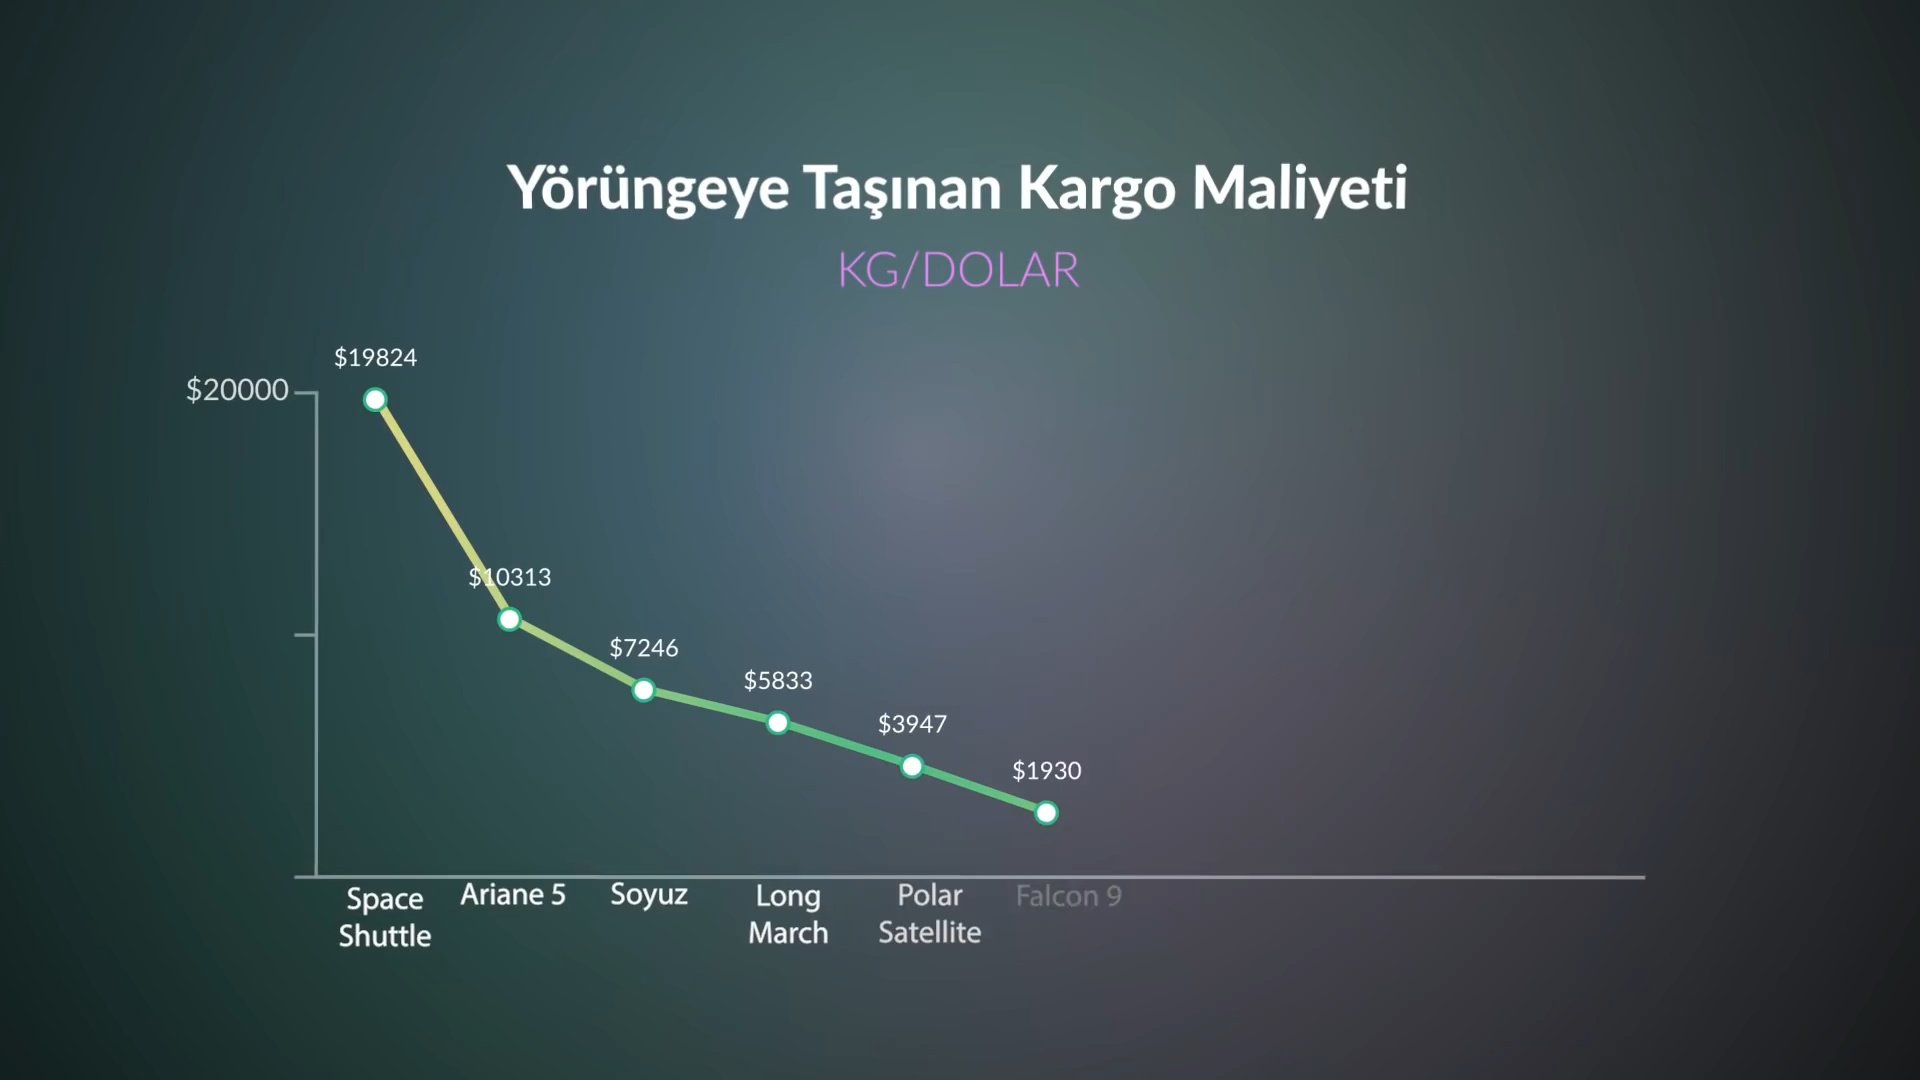 Yörüngeye Taşınan Kargo Maliyeti
KG/DOLAR
$19824
$20000
$10313
$7246
$5833
$3947
$1930
Space
Shuttle
Ariane 5
Soyuz
Long
March
Polar
Satellite
Falcon 9